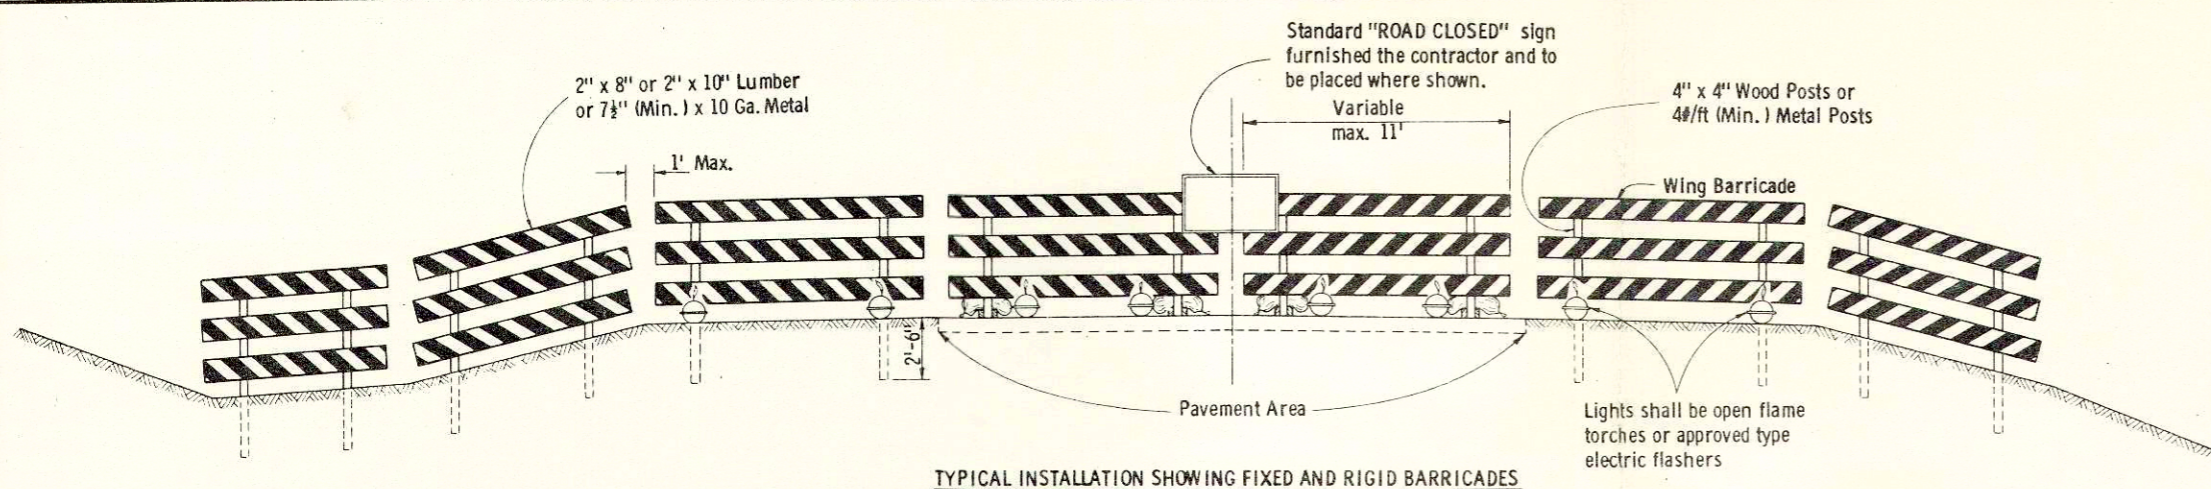 Standard "ROAD CLOSED" sign
furnished the contractor and to
be placed where shown.
2" x 8" or 2" x 10" Lumber
or 7½" (Min.) x 10 Ga. Metal
4" x 4" Wood Posts or
4#/ft (Min.) Metal Posts
Variable
max. 11'
1' Max.
Wing Barricade
2'-6"
Pavement Area
Lights shall be open flame
torches or approved type
electric flashers
TYPICAL INSTALLATION SHOWING FIXED AND RIGID BARRICADES